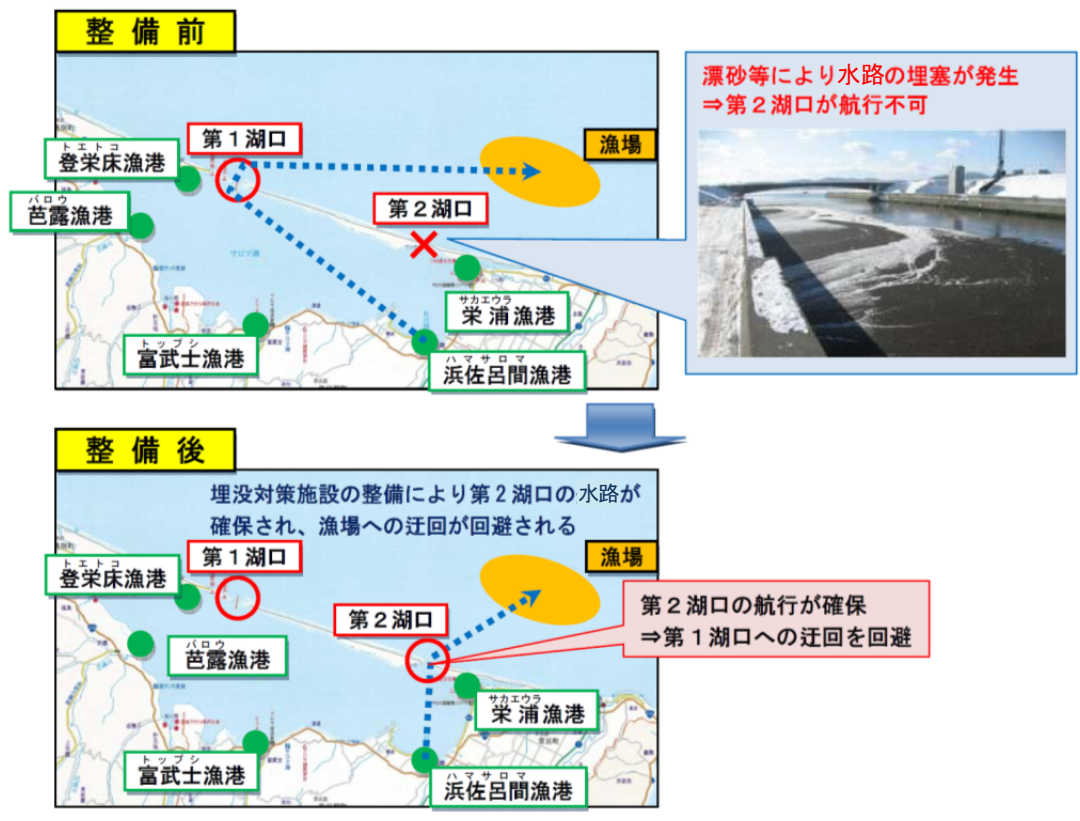 整備前
漂砂等により水路の埋塞が発生
⇒第２湖口が航行不可
第１湖口
漁場
トエトコ
登栄床漁港
バロウ
芭露漁港
第２湖口
サロマ湖
サカエウラ
栄浦漁港
トップシ
富武士漁港
ハマサロマ
浜佐呂間漁港
整備後
埋没対策施設の整備により第２湖口の水路が
確保され、漁場への迂回が回避される
第１湖口
漁場
トエトコ
登栄床漁港
第２湖口
第２湖口の航行が確保
⇒第１湖口への迂回を回避
バロウ
芭露漁港
サカエウラ
栄浦漁港
トップシ
富武士漁港
ハマサロマ
浜佐呂間漁港